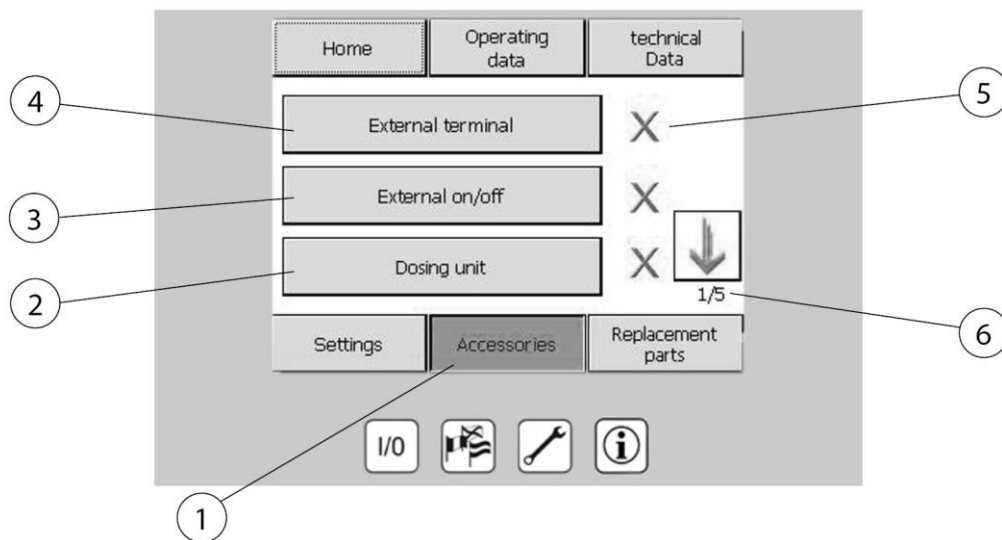 Home
Operating
data
technical
Data
4
External terminal
X
5
3
External on/off
X
2
Dosing unit
X
1/5
6
Settings
Accessories
Replacement
parts
I/0
i
1